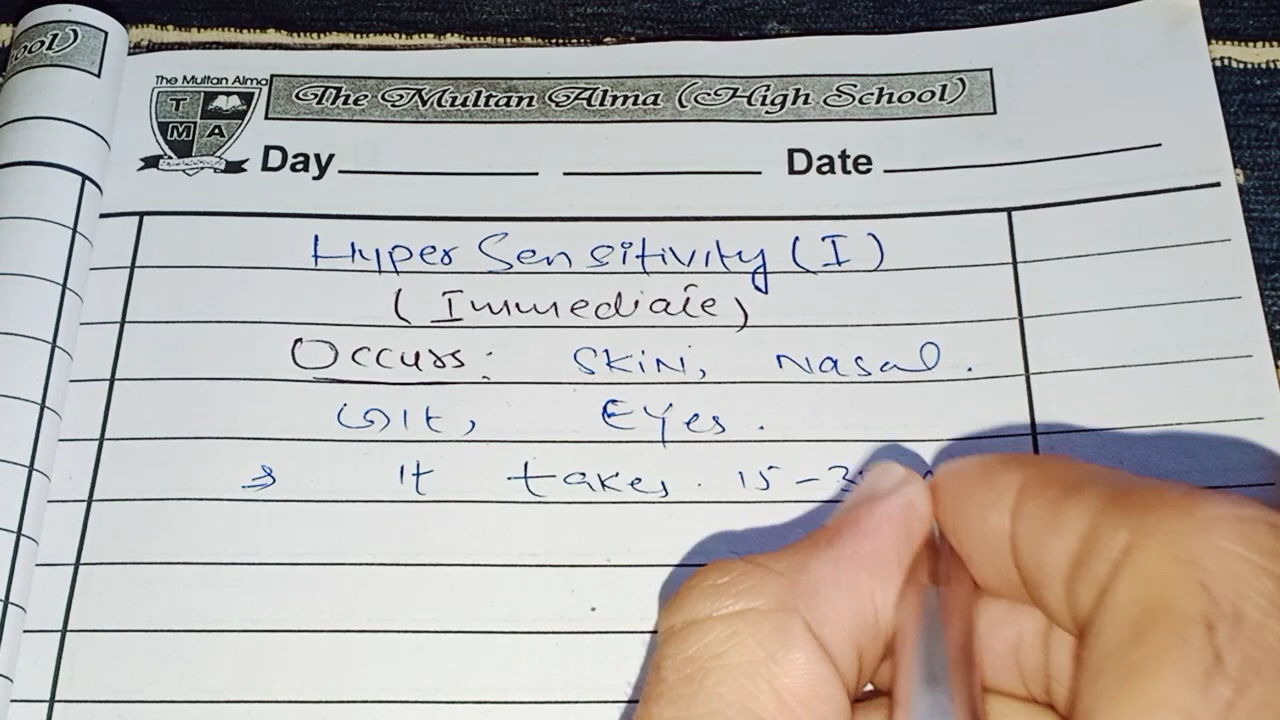 ool)
The Multan Alma
T
M A
The Multan Alma (High School)
Day Date
Hyper Sensitivity (I)
(Immediate)
Occurs: Skin, Nasal.
GIt, Eyes.
⇒ It takes. 15-3